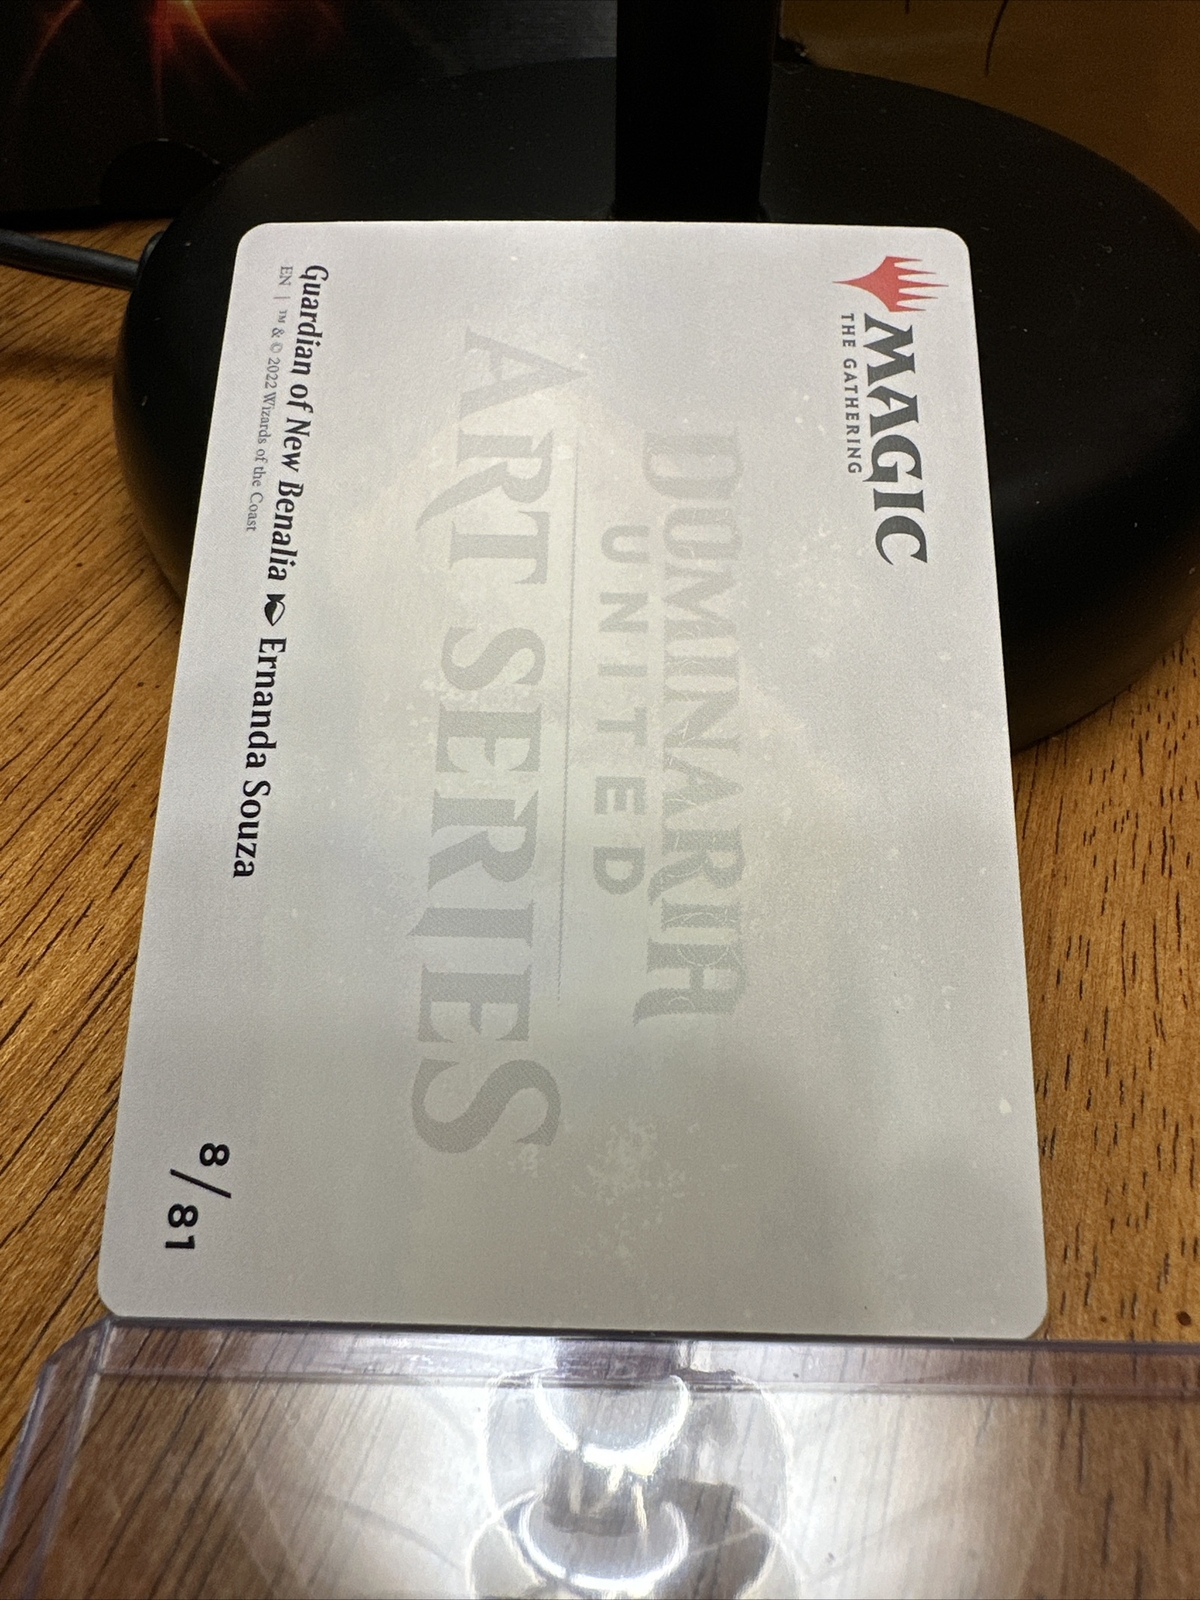 MAGIC
THE GATHERING
DOMINARIA
UNITED
ART SERIES
Guardian of New Benalia Ernanda Souza
EN | ™ & © 2022 Wizards of the Coast
8/81